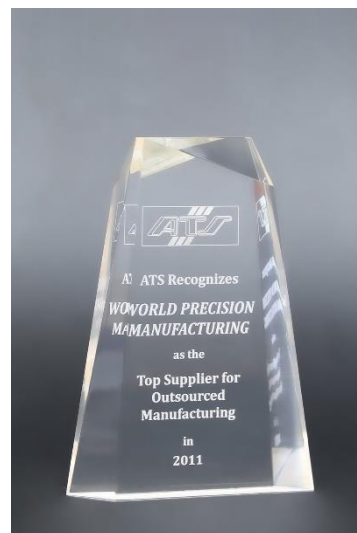 ATS
ATS Recognizes
WORLD PRECISION
MANUFACTURING
as the
Top Supplier for
Outsourced
Manufacturing
in
2011